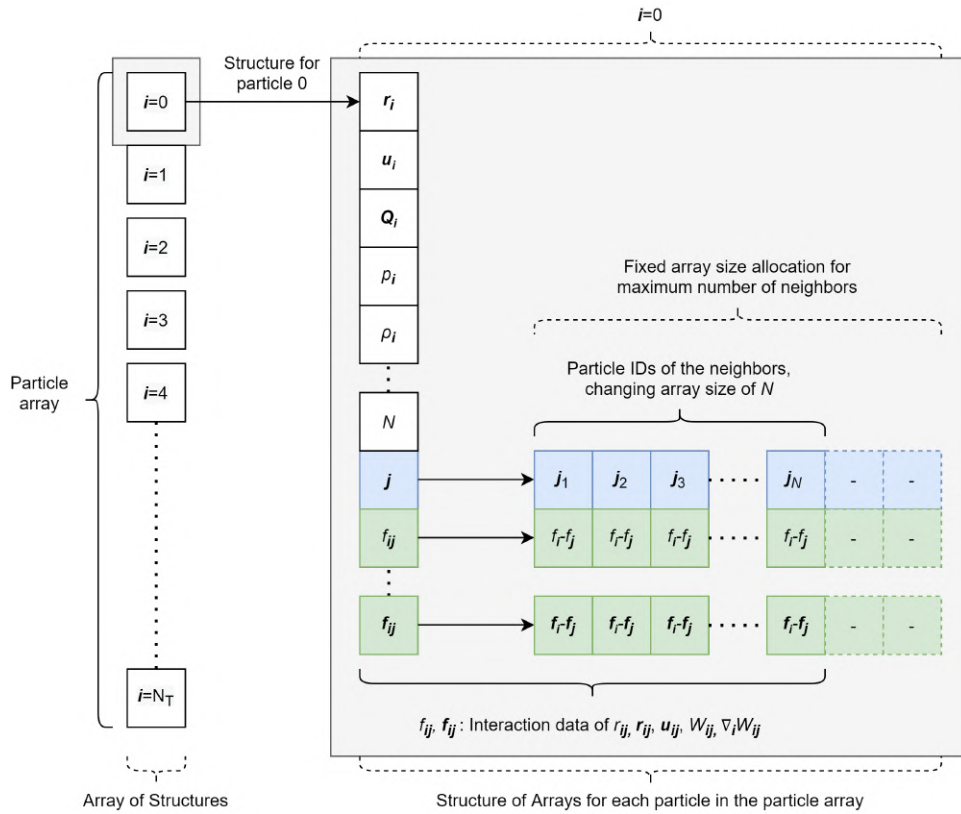 i=0
Structure for
particle 0
i=0
i=1
i=2
i=3
i=4
i=N_T
Particle
array
Array of Structures
r_i
u_i
Q_i
p_i
ρ_i
N
Fixed array size allocation for
maximum number of neighbors
Particle IDs of the neighbors,
changing array size of N
j j_1 j_2 j_3 j_N - -
f_ij f_i-f_j f_i-f_j f_i-f_j f_i-f_j - -
f_ij f_i-f_j f_i-f_j f_i-f_j f_i-f_j - -
f_ij, f_ij : Interaction data of r_ij, r_ij, u_ij, W_ij, ∇_iW_ij
Structure of Arrays for each particle in the particle array